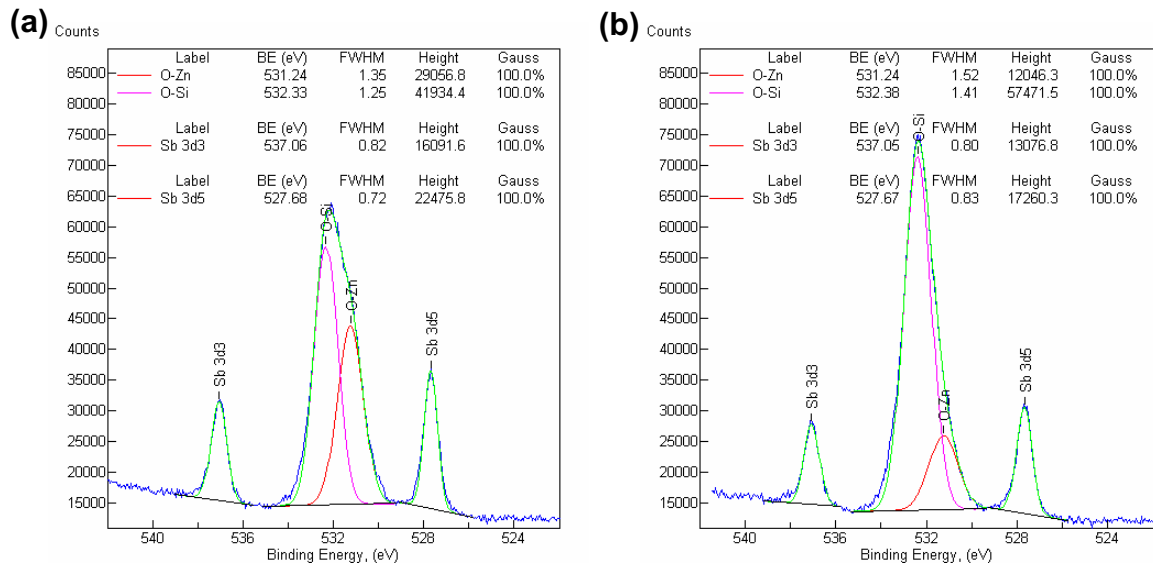 (a)
Counts
Label BE (eV) FWHM Height Gauss
O-Zn 531.24 1.35 29056.8 100.0%
O-Si 532.33 1.25 41934.4 100.0%
Label BE (eV) FWHM Height Gauss
Sb 3d3 537.06 0.82 16091.6 100.0%
Label BE (eV) FWHM Height Gauss
Sb 3d5 527.68 0.72 22475.8 100.0%
85000
80000
75000
70000
65000
60000
55000
50000
45000
40000
35000
30000
25000
20000
15000
Sb 3d3
O-Si
O-Zn
Sb 3d5
540 536 532 528 524
Binding Energy, (eV)
(b)
Counts
Label BE (eV) FWHM Height Gauss
O-Zn 531.24 1.52 12046.3 100.0%
O-Si 532.38 1.41 57471.5 100.0%
Label BE (eV) FWHM Height Gauss
Sb 3d3 537.05 0.80 13076.8 100.0%
Label BE (eV) FWHM Height Gauss
Sb 3d5 527.67 0.83 17260.3 100.0%
85000
80000
75000
70000
65000
60000
55000
50000
45000
40000
35000
30000
25000
20000
15000
Sb 3d3
O-Si
O-Zn
Sb 3d5
540 536 532 528 524
Binding Energy, (eV)